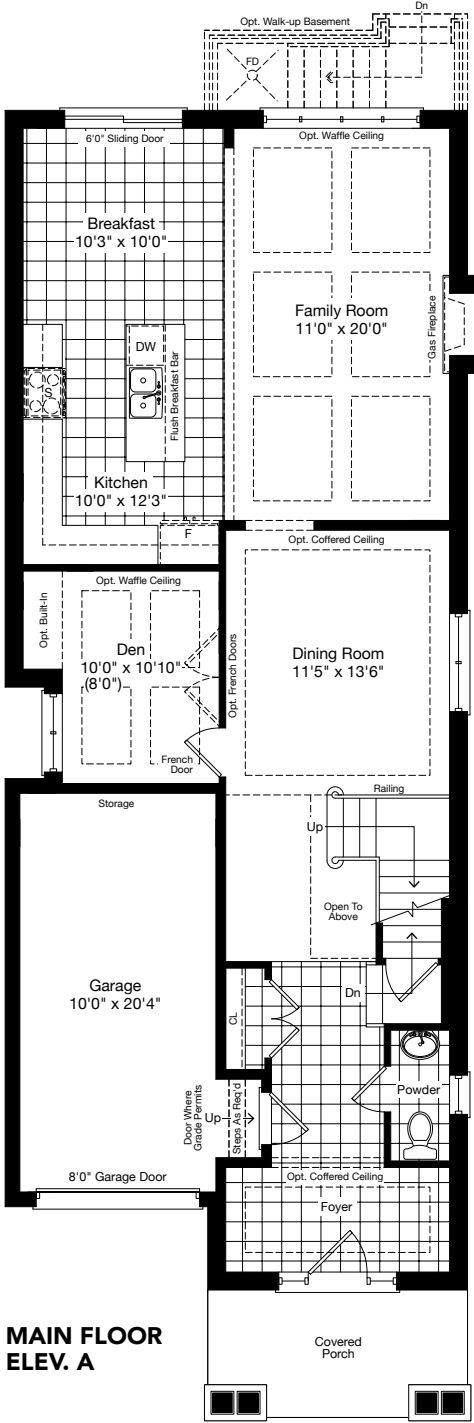 Dn
Opt. Walk-up Basement
FD
6'0" Sliding Door
Opt. Waffle Ceiling
Breakfast
10'3" x 10'0"
Family Room
11'0" x 20'0"
Gas Fireplace
DW
Flush Breakfast Bar
S
Kitchen
10'0" x 12'3"
F
Opt. Coffered Ceiling
Opt. Waffle Ceiling
Opt. Built-In
Den
10'0" x 10'10"
(8'0")
Opt. French Doors
Dining Room
11'5" x 13'6"
French
Door
Railing
Storage
Up
Open To
Above
Garage
10'0" x 20'4"
Dn
CL
Powder
Door Where
Grade Permits
Up
Steps As Req'd
8'0" Garage Door
Opt. Coffered Ceiling
Foyer
MAIN FLOOR
ELEV. A
Covered
Porch